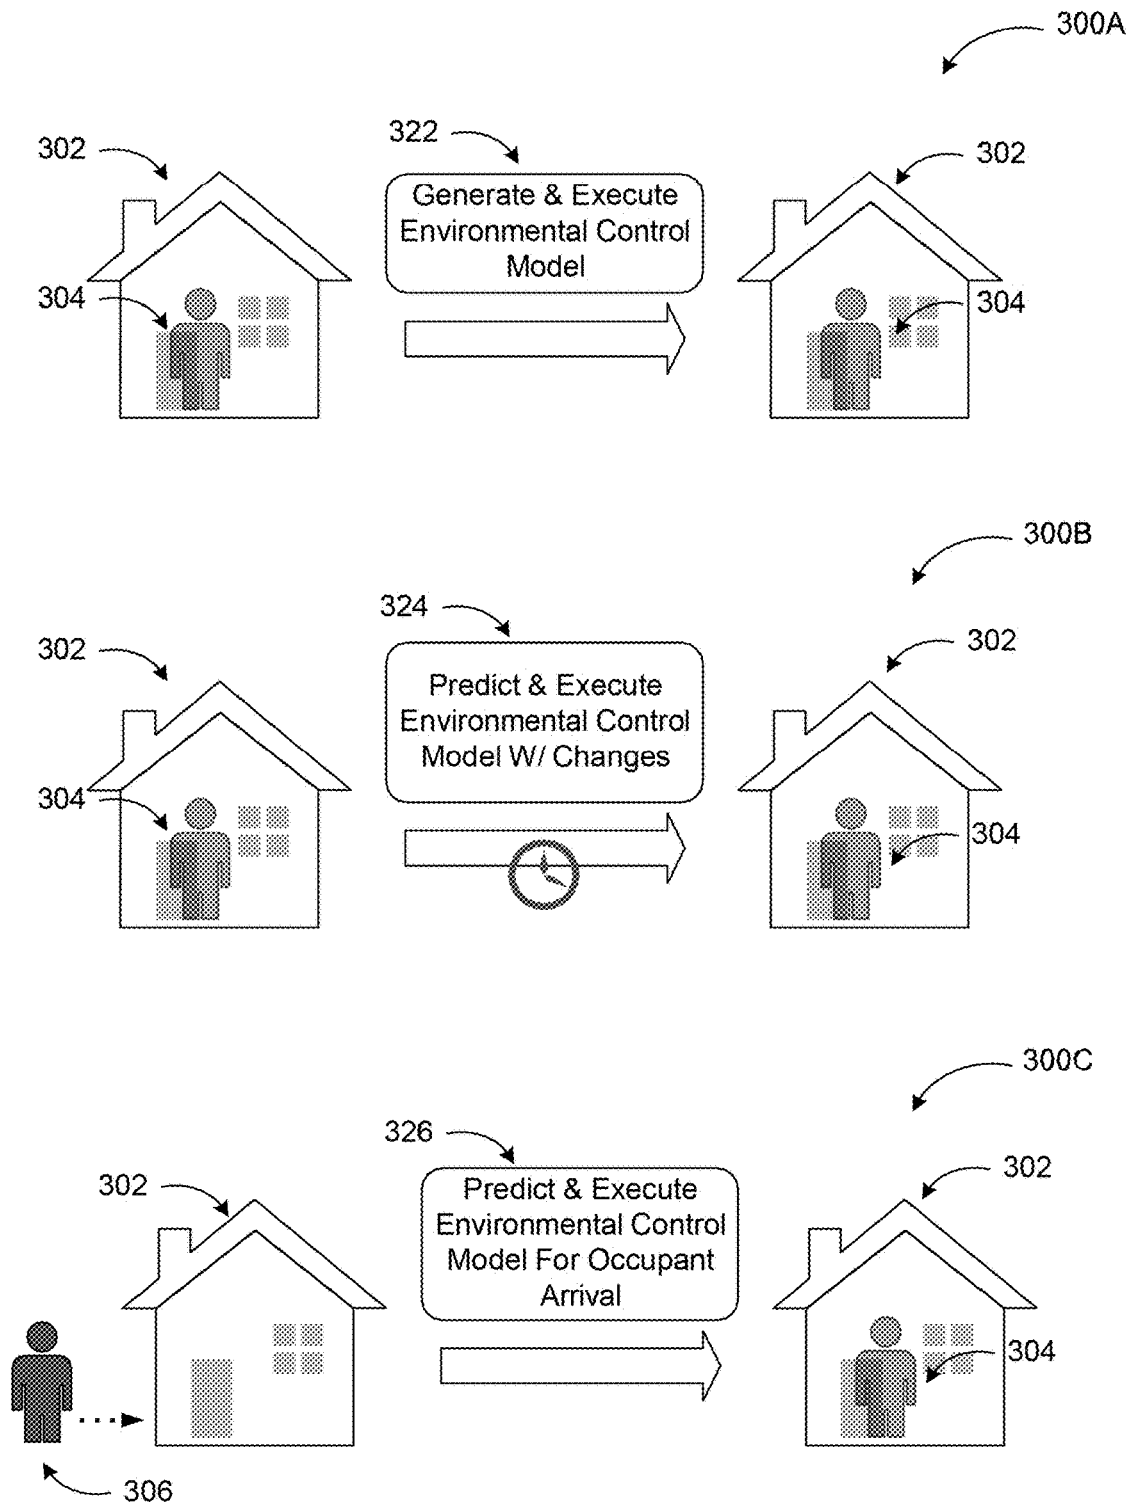 300A
322
302
302
Generate & Execute
Environmental Control
Model
304
304
300B
324
302
302
Predict & Execute
Environmental Control
Model W/ Changes
304
304
300C
326
302
302
Predict & Execute
Environmental Control
Model For Occupant
Arrival
304
306